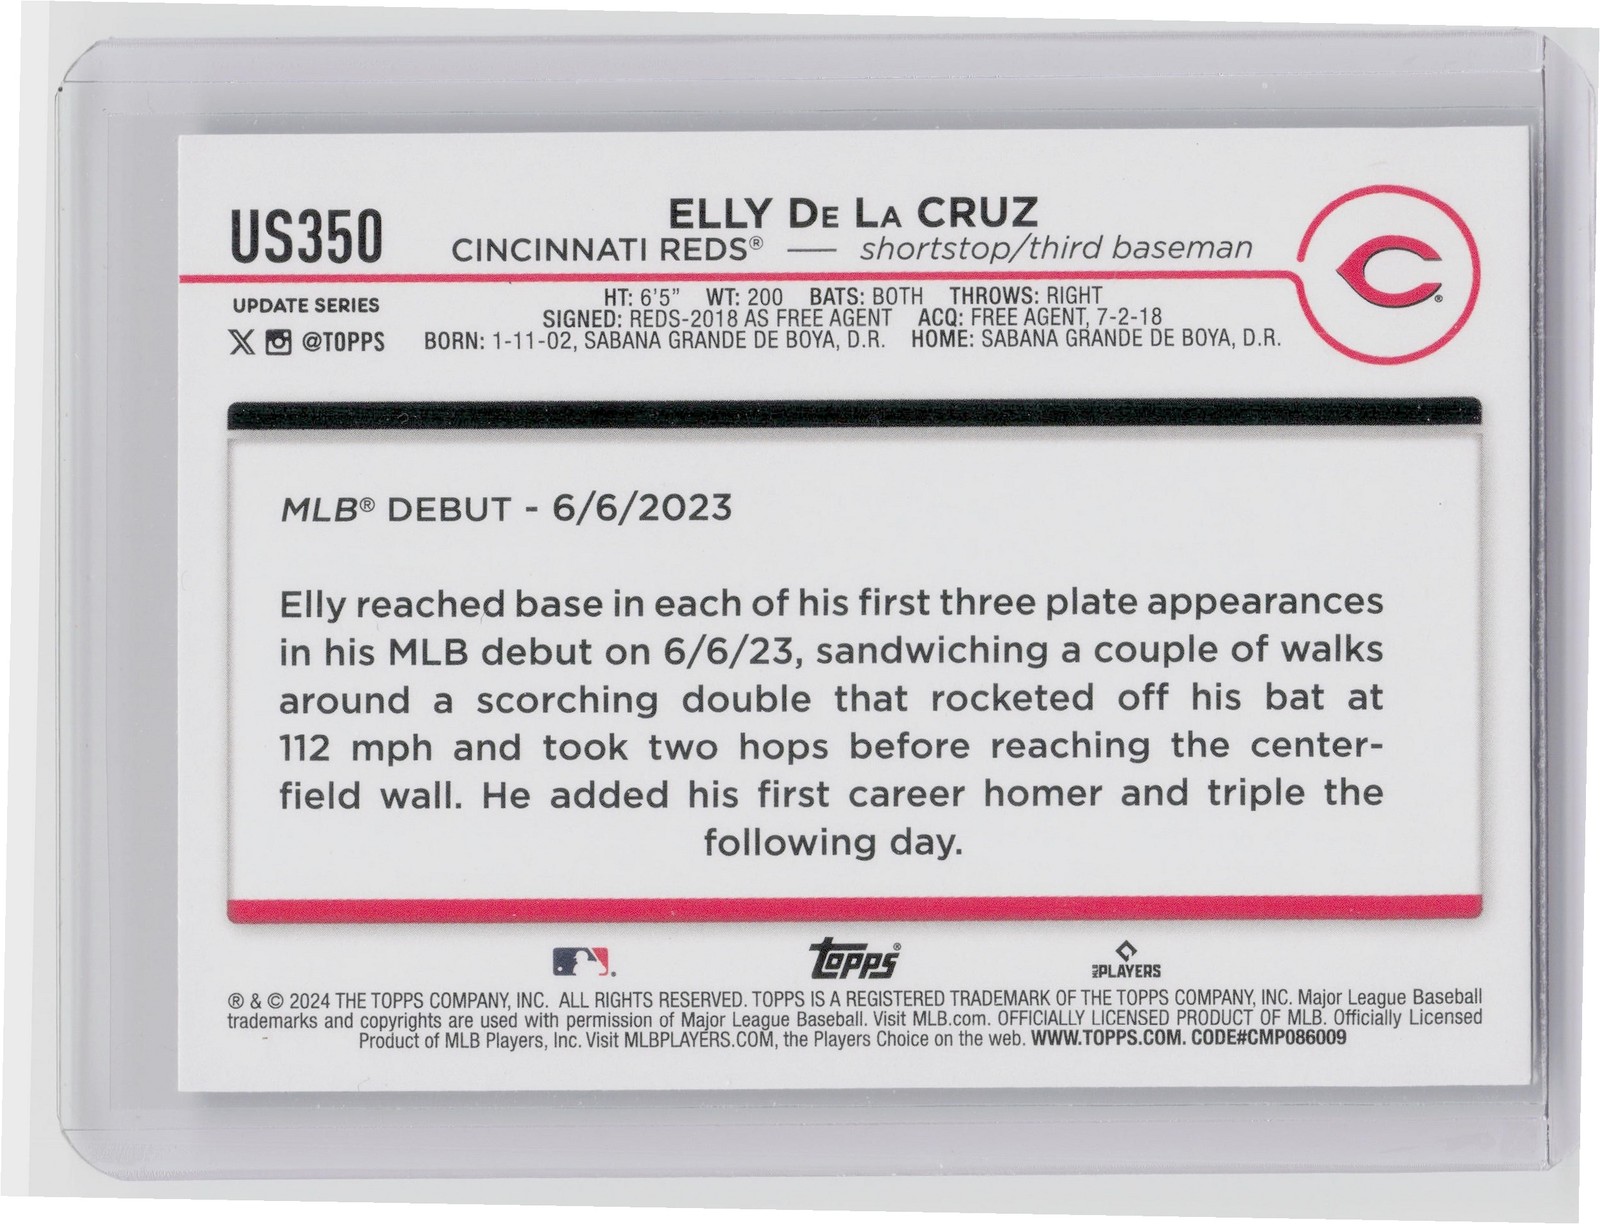 US350
ELLY DE LA CRUZ
CINCINNATI REDS® — shortstop/third baseman
UPDATE SERIES
@TOPPS
HT: 6'5" WT: 200 BATS: BOTH THROWS: RIGHT
SIGNED: REDS-2018 AS FREE AGENT ACQ: FREE AGENT, 7-2-18
BORN: 1-11-02, SABANA GRANDE DE BOYA, D.R. HOME: SABANA GRANDE DE BOYA, D.R.
C®
MLB® DEBUT - 6/6/2023
Elly reached base in each of his first three plate appearances
in his MLB debut on 6/6/23, sandwiching a couple of walks
around a scorching double that rocketed off his bat at
112 mph and took two hops before reaching the center-
field wall. He added his first career homer and triple the
following day.
topps®
MLB PLAYERS
® & © 2024 THE TOPPS COMPANY, INC. ALL RIGHTS RESERVED. TOPPS IS A REGISTERED TRADEMARK OF THE TOPPS COMPANY, INC. Major League Baseball
trademarks and copyrights are used with permission of Major League Baseball. Visit MLB.com. OFFICIALLY LICENSED PRODUCT OF MLB. Officially Licensed
Product of MLB Players, Inc. Visit MLBPLAYERS.COM, the Players Choice on the web. WWW.TOPPS.COM. CODE#CMP086009